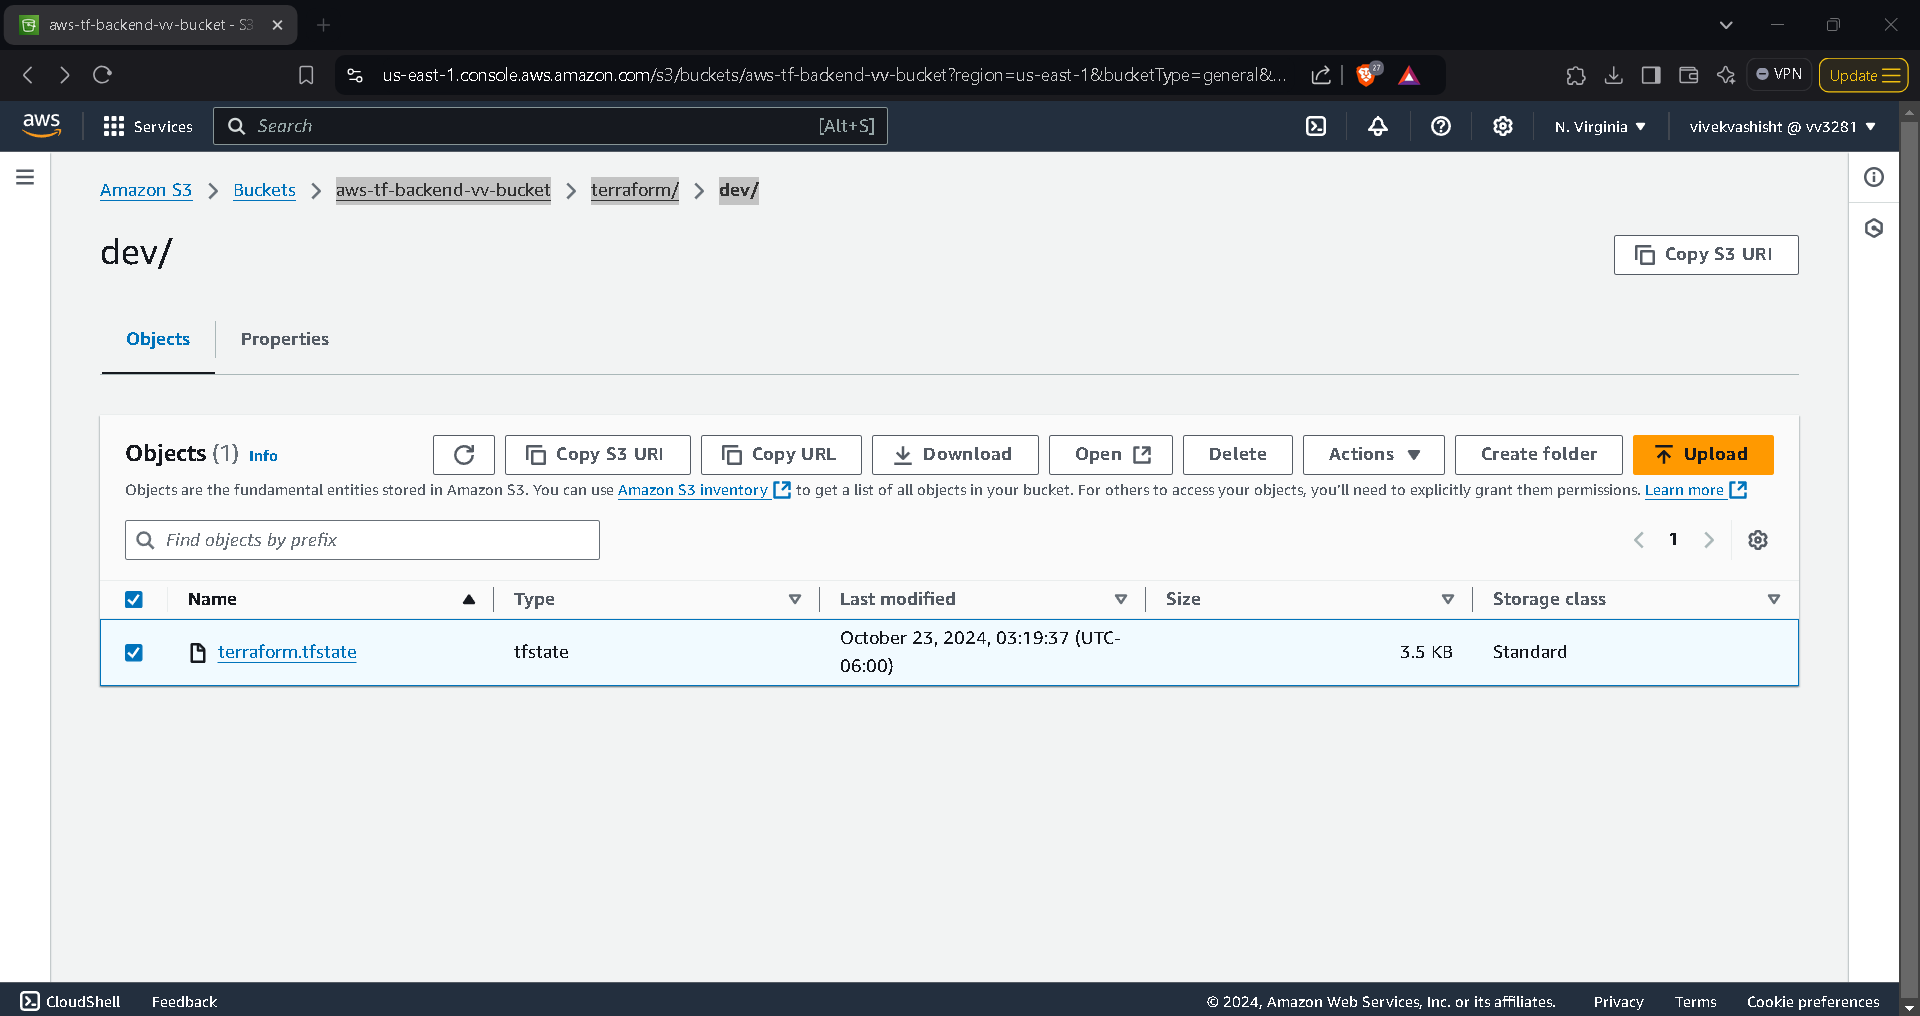 aws-tf-backend-vv-bucket - S3
us-east-1.console.aws.amazon.com/s3/buckets/aws-tf-backend-vv-bucket?region=us-east-1&bucketType=general&...
27
VPN
Update
aws
Services
Search
[Alt+S]
N. Virginia
vivekvashisht @ vv3281
Amazon S3
Buckets
aws-tf-backend-vv-bucket
terraform/
dev/
dev/
Copy S3 URI
Objects
Properties
Objects (1)
Info
Copy S3 URI
Copy URL
Download
Open
Delete
Actions
Create folder
Upload
Objects are the fundamental entities stored in Amazon S3. You can use Amazon S3 inventory to get a list of all objects in your bucket. For others to access your objects, you'll need to explicitly grant them permissions. Learn more
Find objects by prefix
1
Name
Type
Last modified
Size
Storage class
terraform.tfstate
tfstate
October 23, 2024, 03:19:37 (UTC-
06:00)
3.5 KB
Standard
CloudShell
Feedback
© 2024, Amazon Web Services, Inc. or its affiliates.
Privacy
Terms
Cookie preferences